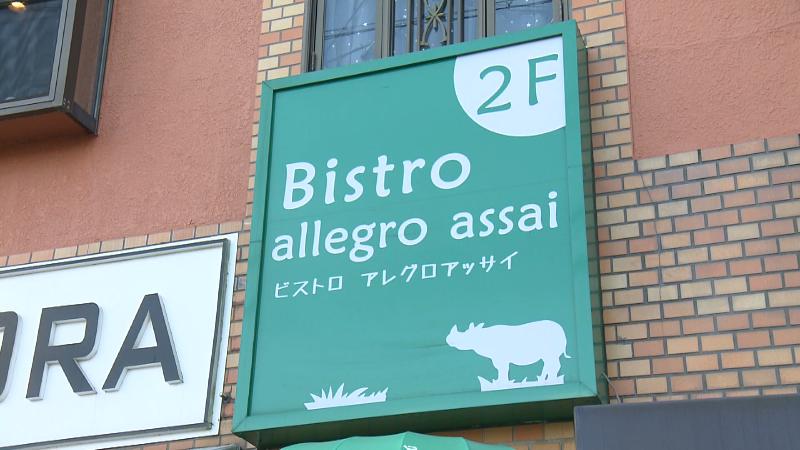 2F
Bistro
allegro assai
ビストロ アレグロアッサイ
ORA